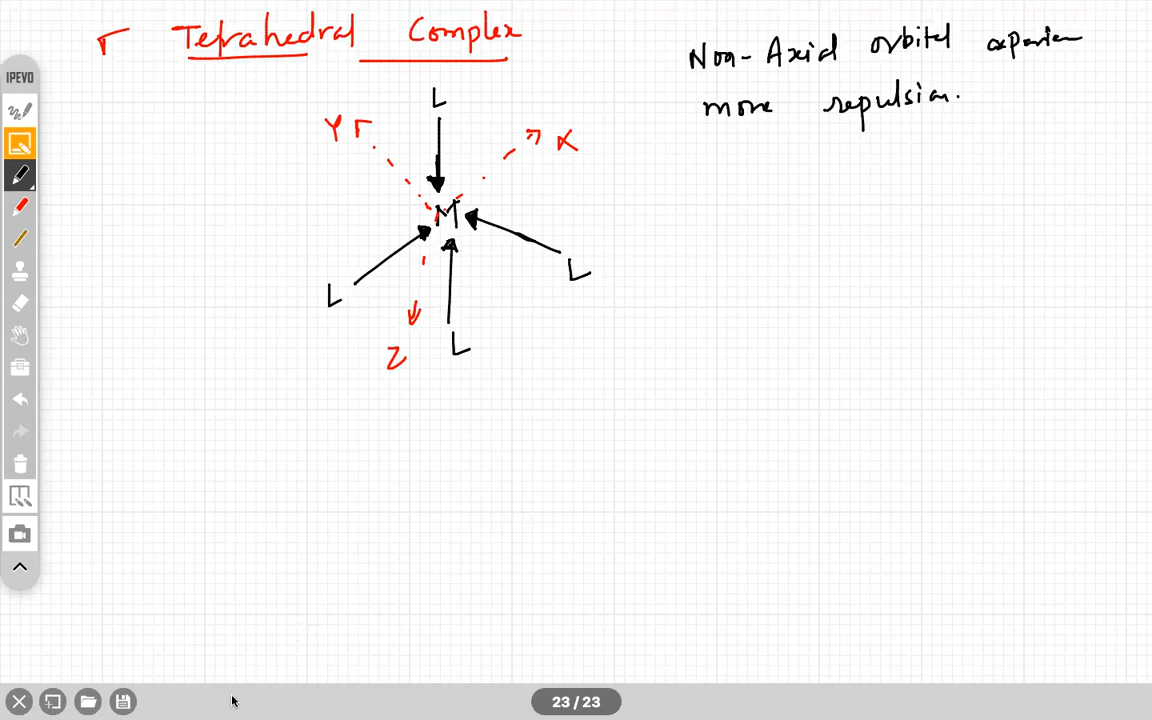 Tetrahedral Complex
Non-Axial orbital experience
more repulsion.
L
Y
X
M
L
L
L
Z
IPEVO
23 / 23